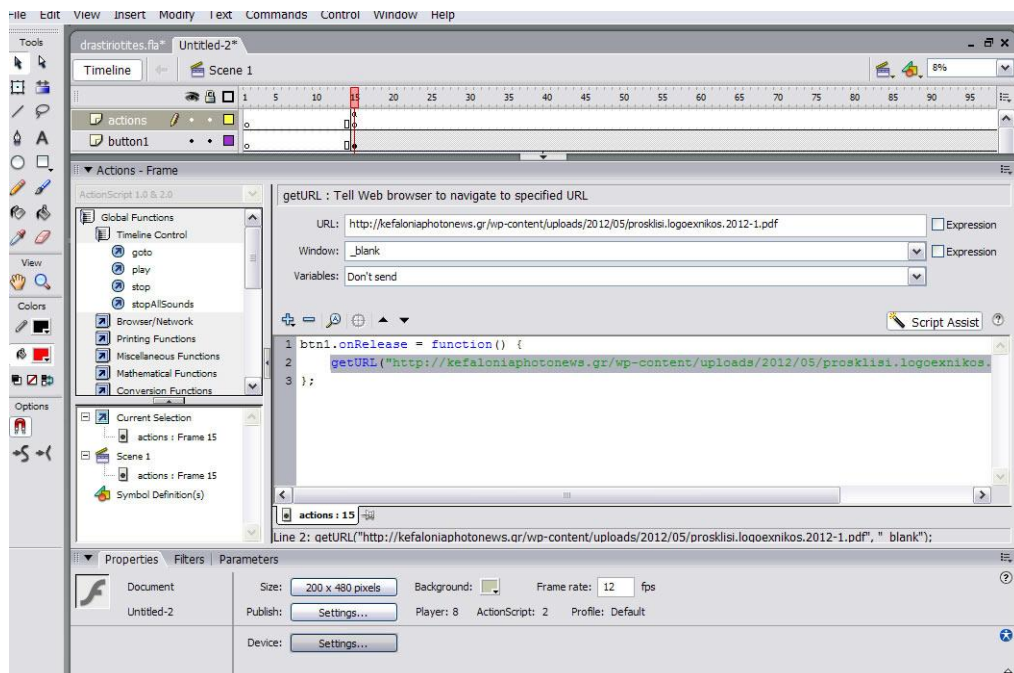 File Edit View Insert Modify Text Commands Control Window Help
Tools
drastiriotites.fla* Untitled-2*
Timeline Scene 1 8%
1 5 10 15 20 25 30 35 40 45 50 55 60 65 70 75 80 85 90 95
actions
button1
Actions - Frame
ActionScript 1.0 & 2.0
getURL : Tell Web browser to navigate to specified URL
Global Functions
Timeline Control
goto
play
stop
stopAllSounds
Browser/Network
Printing Functions
Miscellaneous Functions
Mathematical Functions
Conversion Functions
URL: http://kefaloniaphotonews.gr/wp-content/uploads/2012/05/prosklisi.logoexnikos.2012-1.pdf Expression
Window: _blank Expression
Variables: Don't send
Script Assist
1 btn1.onRelease = function() {
2 getURL("http://kefaloniaphotonews.gr/wp-content/uploads/2012/05/prosklisi.logoexnikos.
3 };
View
Colors
Options
Current Selection
actions : Frame 15
Scene 1
actions : Frame 15
Symbol Definition(s)
actions : 15
Line 2: getURL("http://kefaloniaphotonews.gr/wp-content/uploads/2012/05/prosklisi.logoexnikos.2012-1.pdf", "_blank");
Properties Filters Parameters
Document Size: 200 x 480 pixels Background: Frame rate: 12 fps
Untitled-2 Publish: Settings... Player: 8 ActionScript: 2 Profile: Default
Device: Settings...